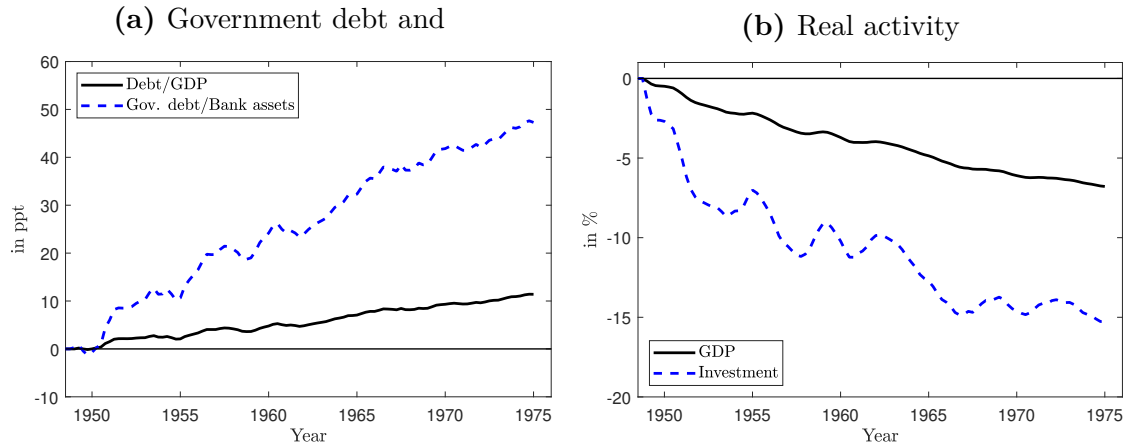 (a) Government debt and
60
50
40
30
20
10
0
-10
in ppt
Debt/GDP
Gov. debt/Bank assets
1950 1955 1960 1965 1970 1975
Year
(b) Real activity
0
-5
-10
-15
-20
in %
GDP
Investment
1950 1955 1960 1965 1970 1975
Year